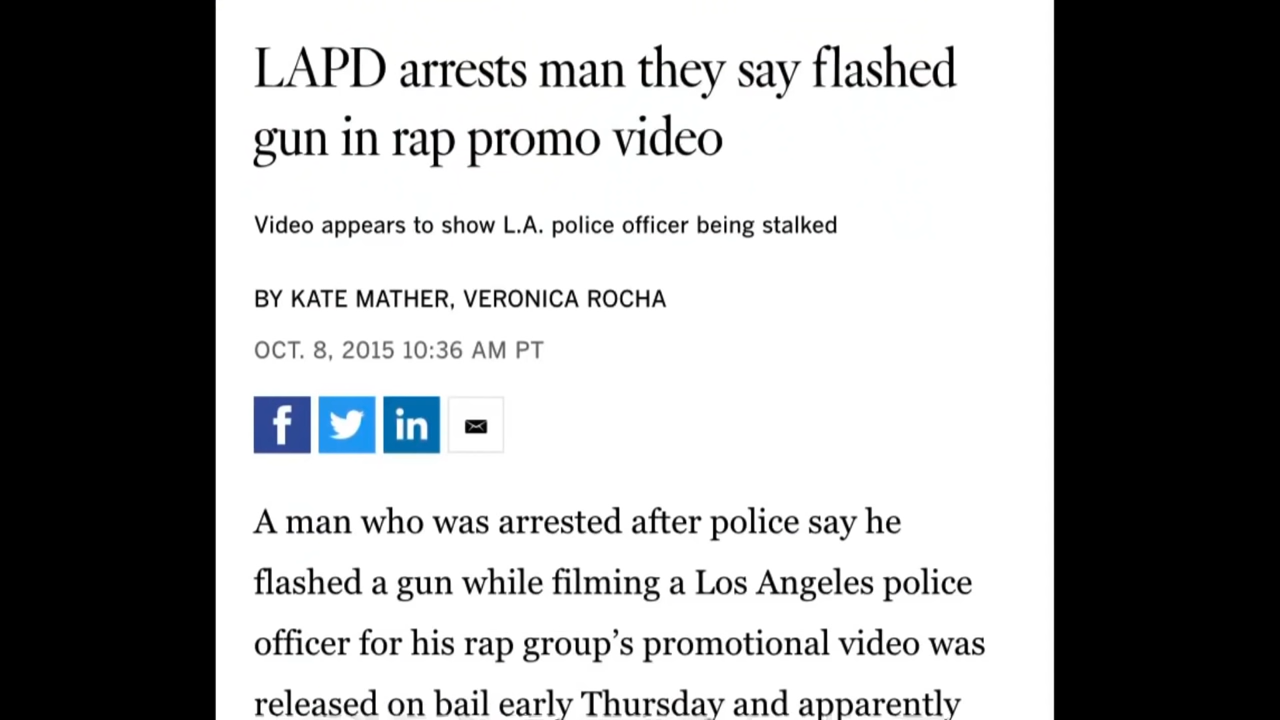 LAPD arrests man they say flashed
gun in rap promo video
Video appears to show L.A. police officer being stalked
BY KATE MATHER, VERONICA ROCHA
OCT. 8, 2015 10:36 AM PT
f in
A man who was arrested after police say he
flashed a gun while filming a Los Angeles police
officer for his rap group’s promotional video was
released on bail early Thursday and apparently